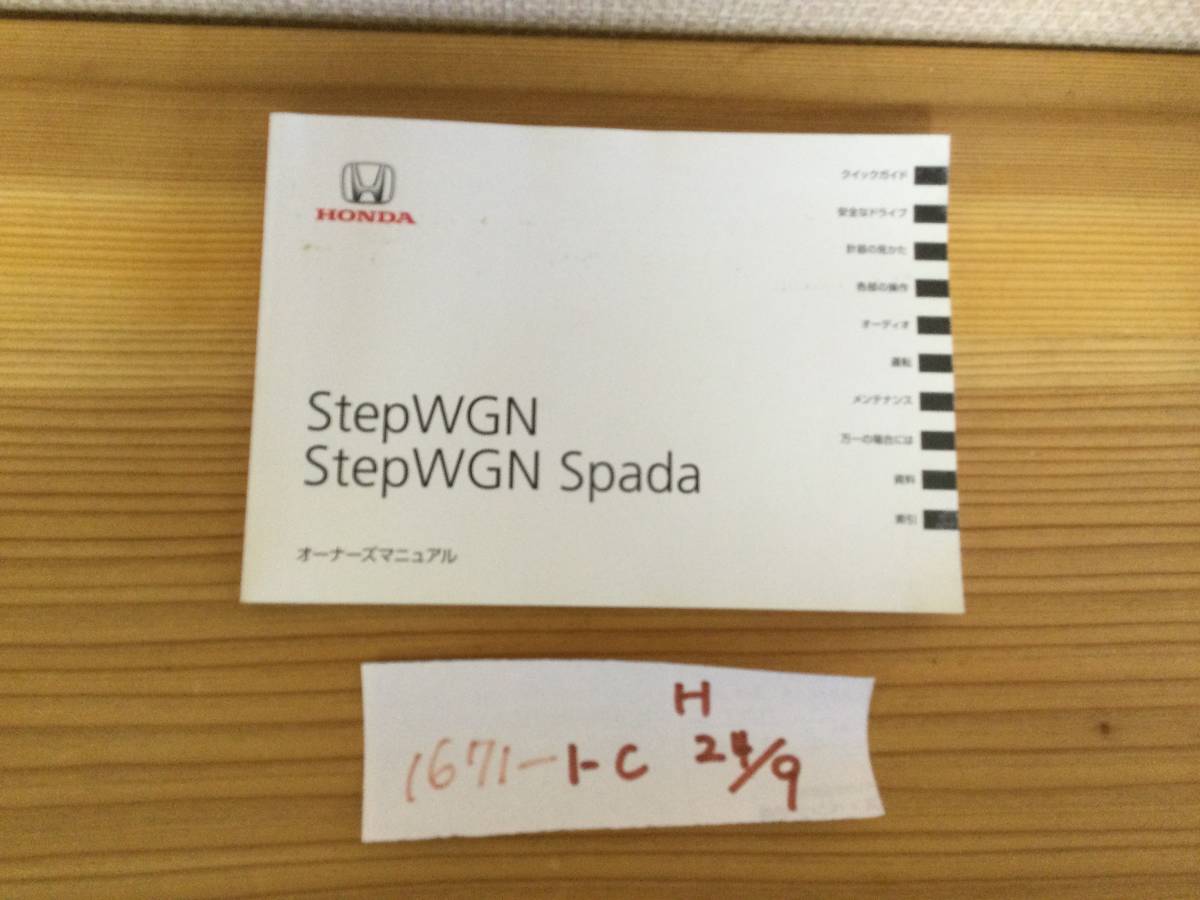 HONDA
クイックガイド
安全なドライブ
計器の見かた
各部の操作
オーディオ
運転
メンテナンス
万一の場合には
資料
索引
StepWGN
StepWGN Spada
オーナーズマニュアル
H
1671-1-C 24/9